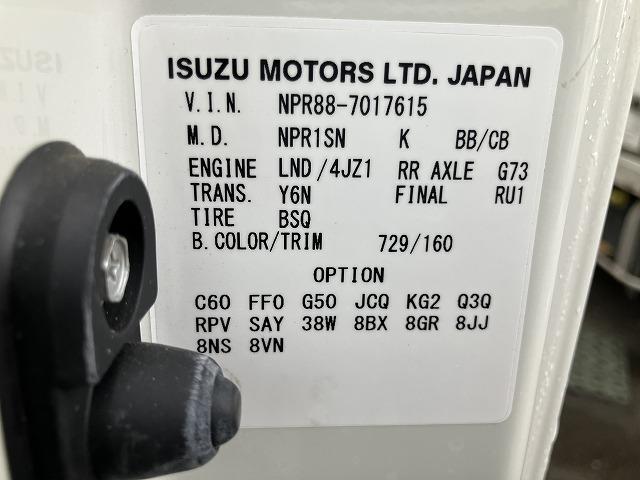 ISUZU MOTORS LTD. JAPAN
V.I.N. NPR88-7017615
M.D. NPR1SN K BB/CB
ENGINE LND/4JZ1 RR AXLE G73
TRANS. Y6N FINAL RU1
TIRE BSQ
B.COLOR/TRIM 729/160
OPTION
C60 FF0 G50 JCQ KG2 Q3Q
RPV SAY 38W 8BX 8GR 8JJ
8NS 8VN